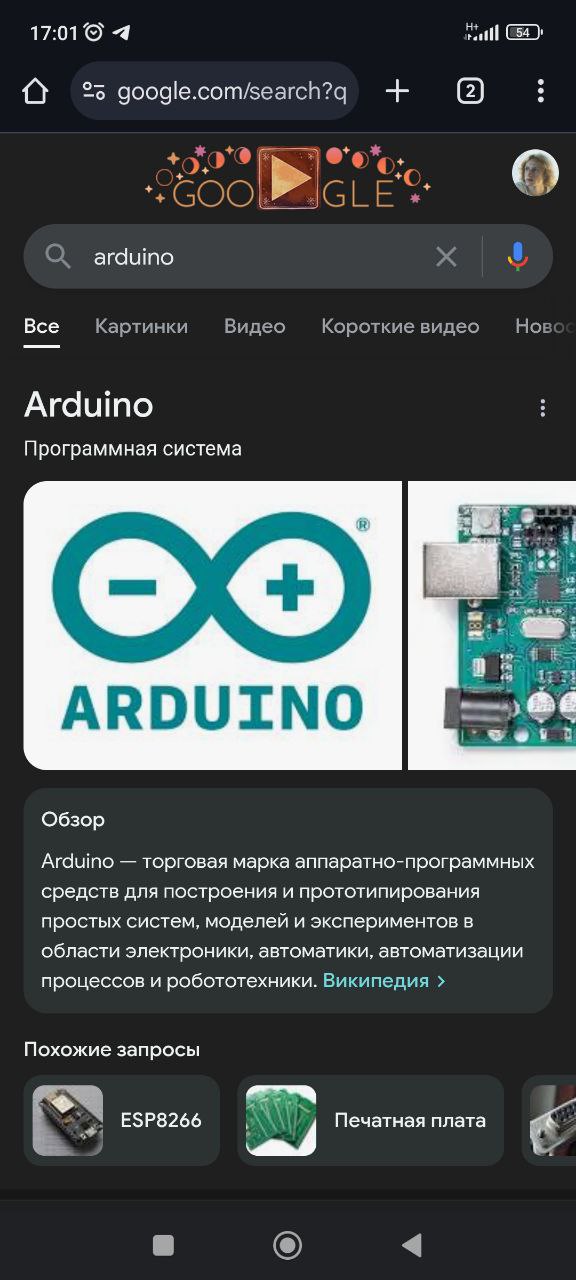 17:01
H+
54
google.com/search?q
2
GOO GLE
arduino
Все Картинки Видео Короткие видео Новос
Arduino
Программная система
®
ARDUINO
Обзор
Arduino — торговая марка аппаратно-программных
средств для построения и прототипирования
простых систем, моделей и экспериментов в
области электроники, автоматики, автоматизации
процессов и робототехники. Википедия >
Похожие запросы
ESP8266 Печатная плата